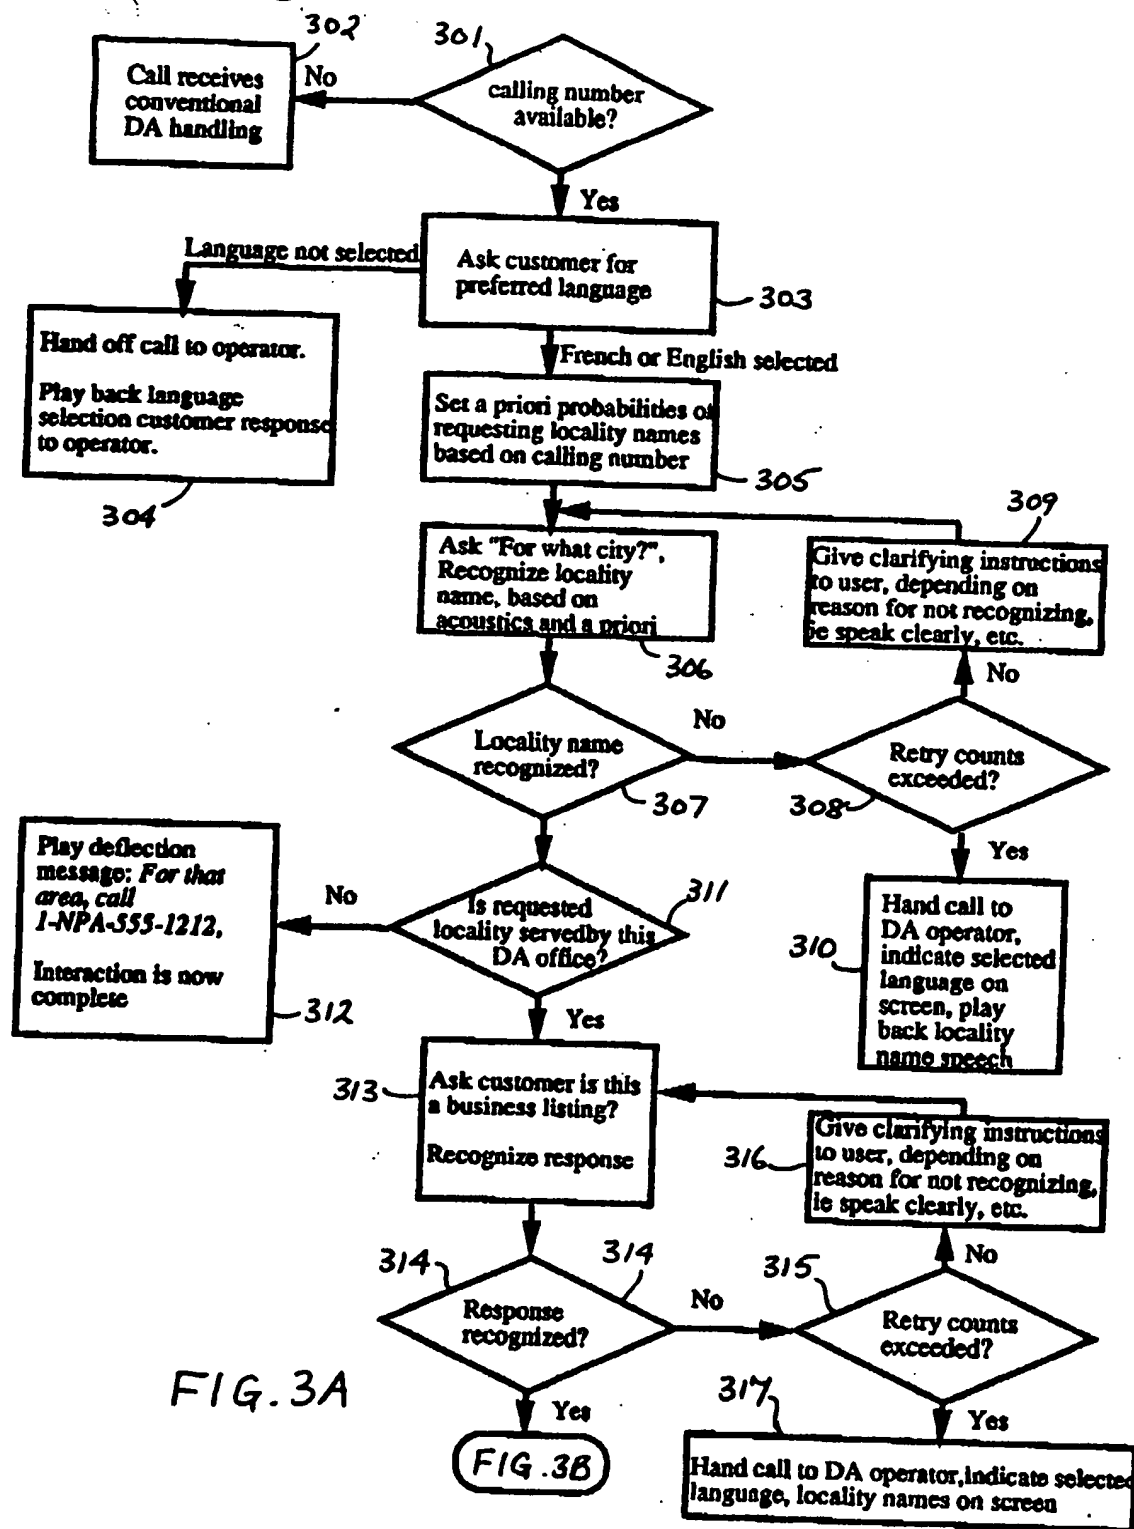 302
301
Call receives
conventional
DA handling
No
calling number
available?
Yes
Language not selected
Ask customer for
preferred language
303
Hand off call to operator.
Play back language
selection customer response
to operator.
304
French or English selected
Set a priori probabilities of
requesting locality names
based on calling number
305
309
Ask "For what city?",
Recognize locality
name, based on
acoustics and a priori
306
Give clarifying instructions
to user, depending on
reason for not recognizing,
ie speak clearly, etc.
No
Locality name
recognized?
307
No
Retry counts
exceeded?
308
Yes
Play deflection
message: For that
area, call
1-NPA-555-1212,
Interaction is now
complete
312
No
Is requested
locality servedby this
DA office?
311
Yes
310
Hand call to
DA operator,
indicate selected
language on
screen, play
back locality
name speech
313
Ask customer is this
a business listing?
Recognize response
316
Give clarifying instructions
to user, depending on
reason for not recognizing,
ie speak clearly, etc.
No
314
314
Response
recognized?
No
315
Retry counts
exceeded?
Yes
FIG. 3A
Yes
FIG. 3B
317
Hand call to DA operator,indicate selected
language, locality names on screen